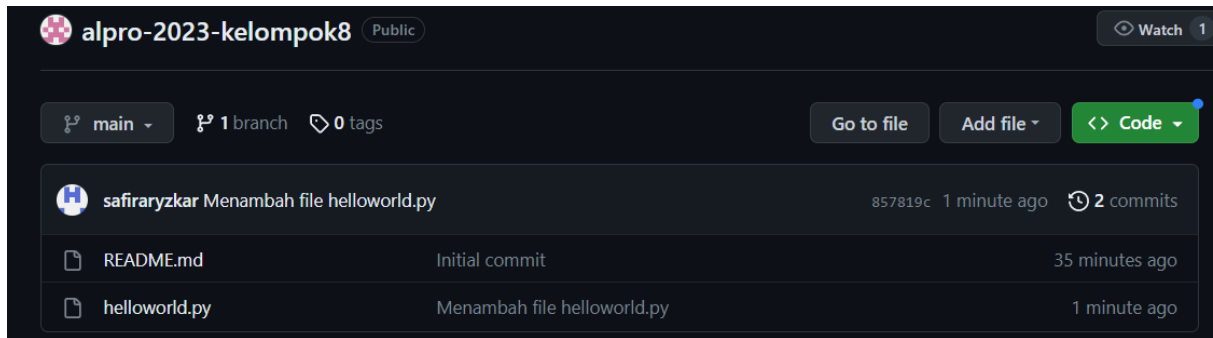 alpro-2023-kelompok8 Public Watch 1
main 1 branch 0 tags Go to file Add file <> Code
safiraryzkar Menambah file helloworld.py 857819c 1 minute ago 2 commits
README.md Initial commit 35 minutes ago
helloworld.py Menambah file helloworld.py 1 minute ago